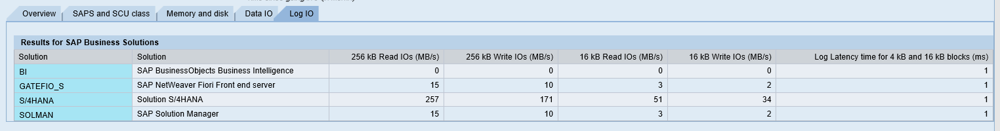 Overview SAPS and SCU class Memory and disk Data IO Log IO
Results for SAP Business Solutions
Solution Solution 256 kB Read IOs (MB/s) 256 kB Write IOs (MB/s) 16 kB Read IOs (MB/s) 16 kB Write IOs (MB/s) Log Latency time for 4 kB and 16 kB blocks (ms)
BI SAP BusinessObjects Business Intelligence 0 0 0 0 1
GATEFIO_S SAP NetWeaver Fiori Front end server 15 10 3 2 1
S/4HANA Solution S/4HANA 257 171 51 34 1
SOLMAN SAP Solution Manager 15 10 3 2 1